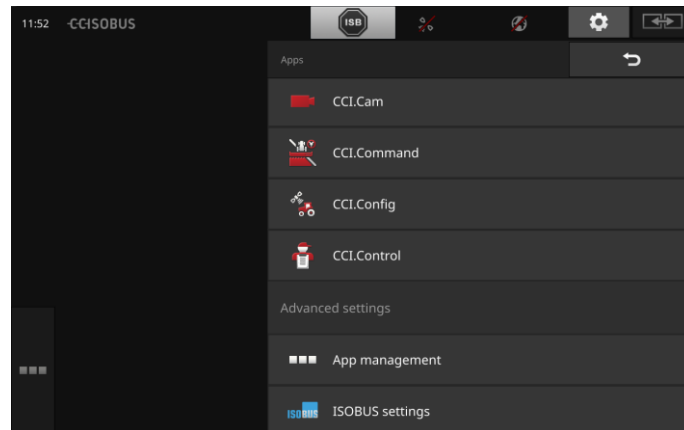 11:52 CCISOBUS ISB
Apps
CCI.Cam
CCI.Command
CCI.Config
CCI.Control
Advanced settings
App management
ISOBUS ISOBUS settings